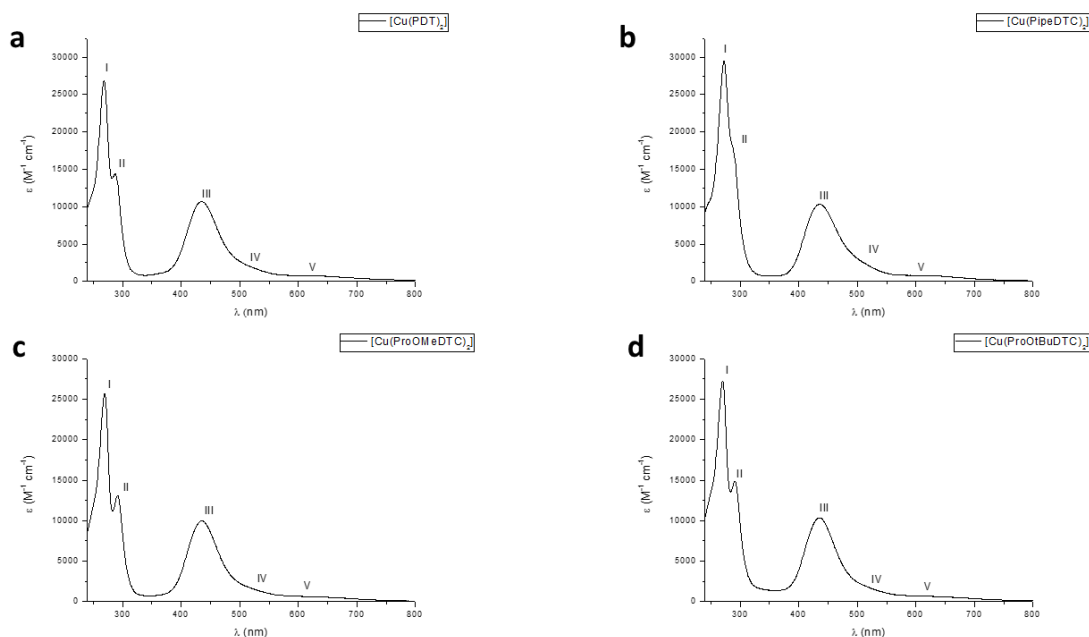 a
[Cu(PDT)₂]
30000
25000
20000
15000
10000
5000
0
ε (M⁻¹ cm⁻¹)
I
II
III
IV
V
300 400 500 600 700 800
λ (nm)
b
[Cu(PipeDTC)₂]
30000
25000
20000
15000
10000
5000
0
ε (M⁻¹ cm⁻¹)
I
II
III
IV
V
300 400 500 600 700 800
λ (nm)
c
[Cu(ProOMeDTC)₂]
30000
25000
20000
15000
10000
5000
0
ε (M⁻¹ cm⁻¹)
I
II
III
IV
V
300 400 500 600 700 800
λ (nm)
d
[Cu(ProOtBuDTC)₂]
30000
25000
20000
15000
10000
5000
0
ε (M⁻¹ cm⁻¹)
I
II
III
IV
V
300 400 500 600 700 800
λ (nm)